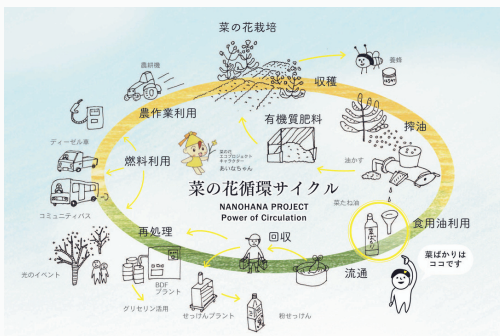 菜の花栽培
農耕機
収穫
養蜂
農作業利用
有機質肥料
搾油
ディーゼル車
燃料利用
菜の花
エコプロジェクト
キャラクター
あいなちゃん
油かす
菜の花循環サイクル
NANOHANA PROJECT
Power of Circulation
菜たね油
食用油利用
コミュニティバス
再処理
回収
流通
菜ばかりは
ココです
光のイベント
BDF
プラント
グリセリン活用
せっけんプラント
粉せっけん